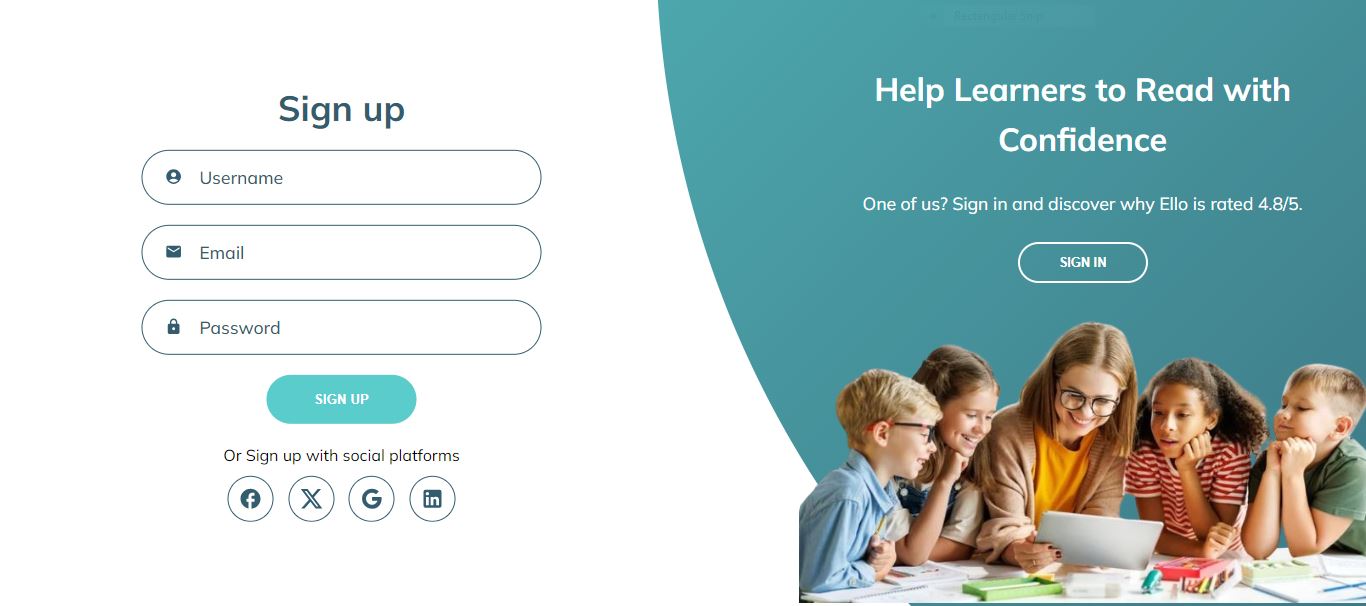 Rectangular Snip
Sign up
Username
Email
Password
SIGN UP
Or Sign up with social platforms
Help Learners to Read with
Confidence
One of us? Sign in and discover why Ello is rated 4.8/5.
SIGN IN